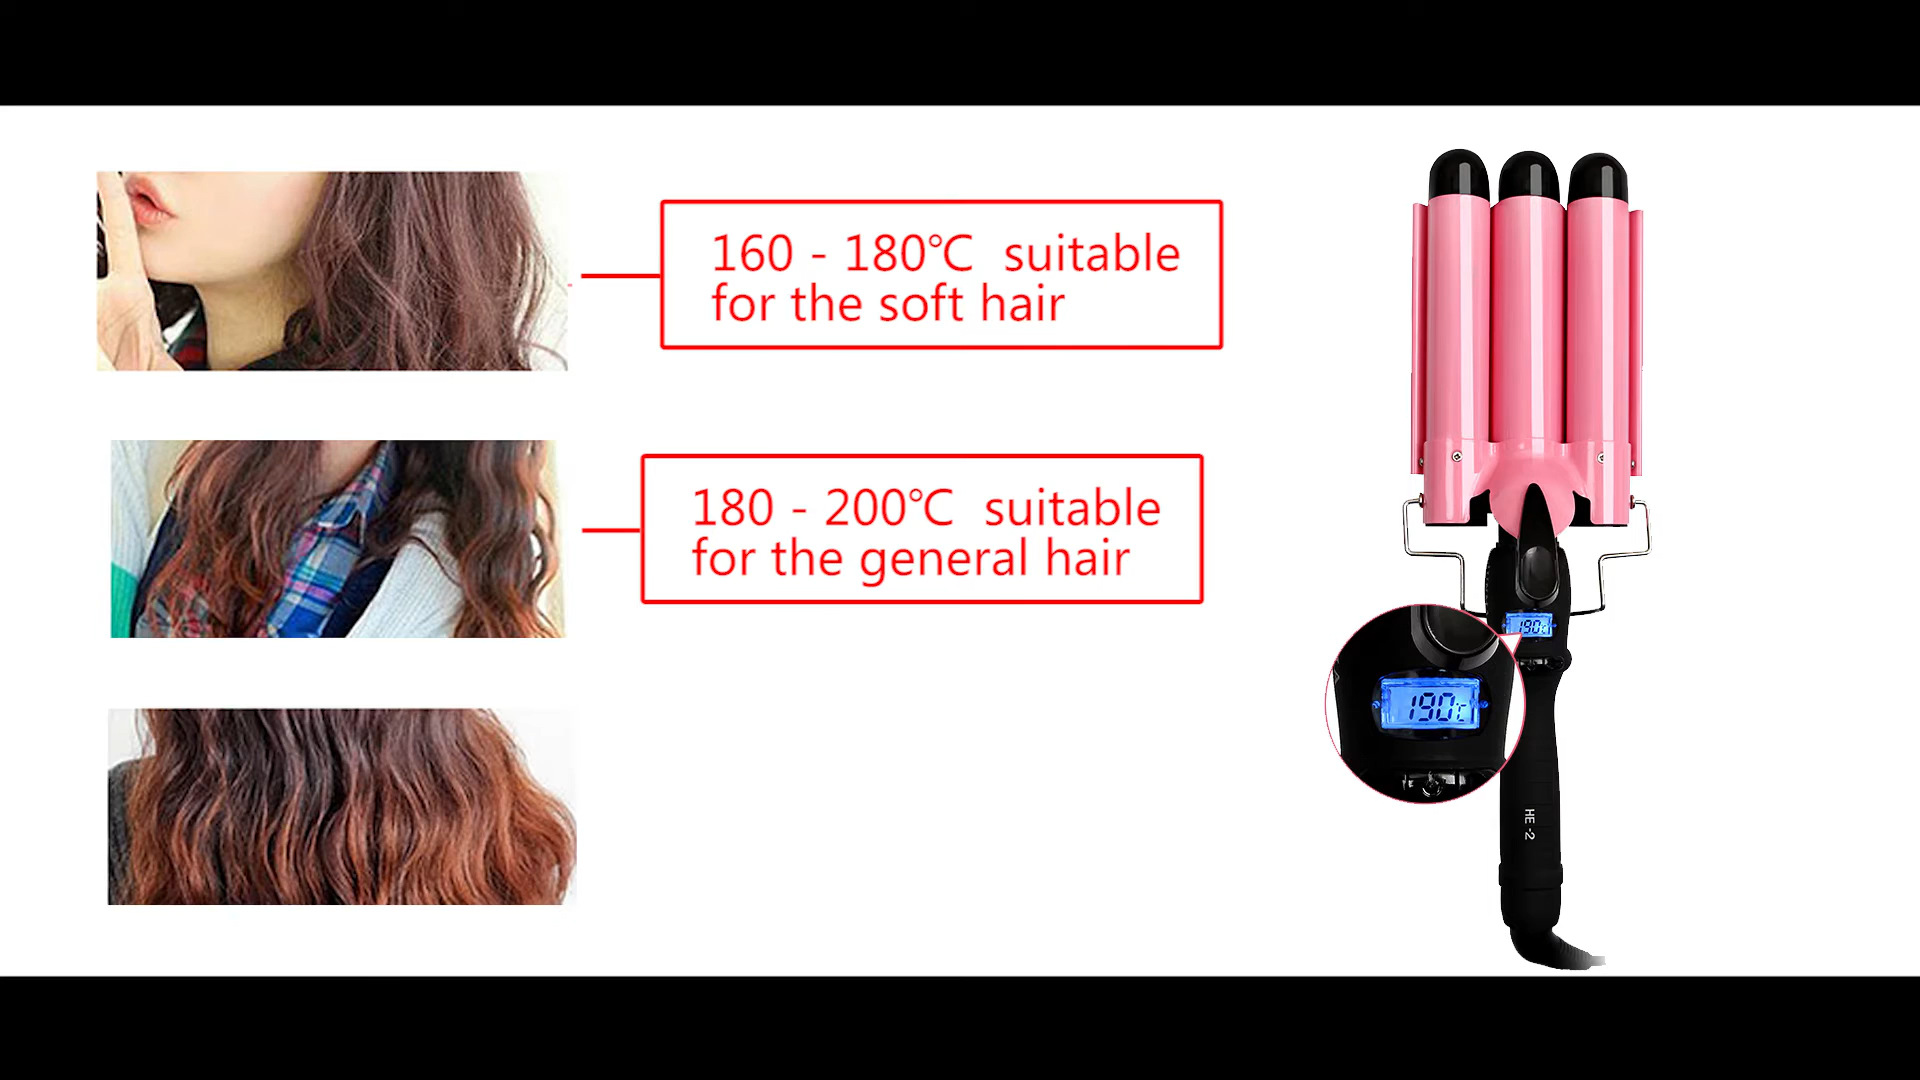 160 - 180℃ suitable
for the soft hair
180 - 200℃ suitable
for the general hair
190℃
190℃
HE -2